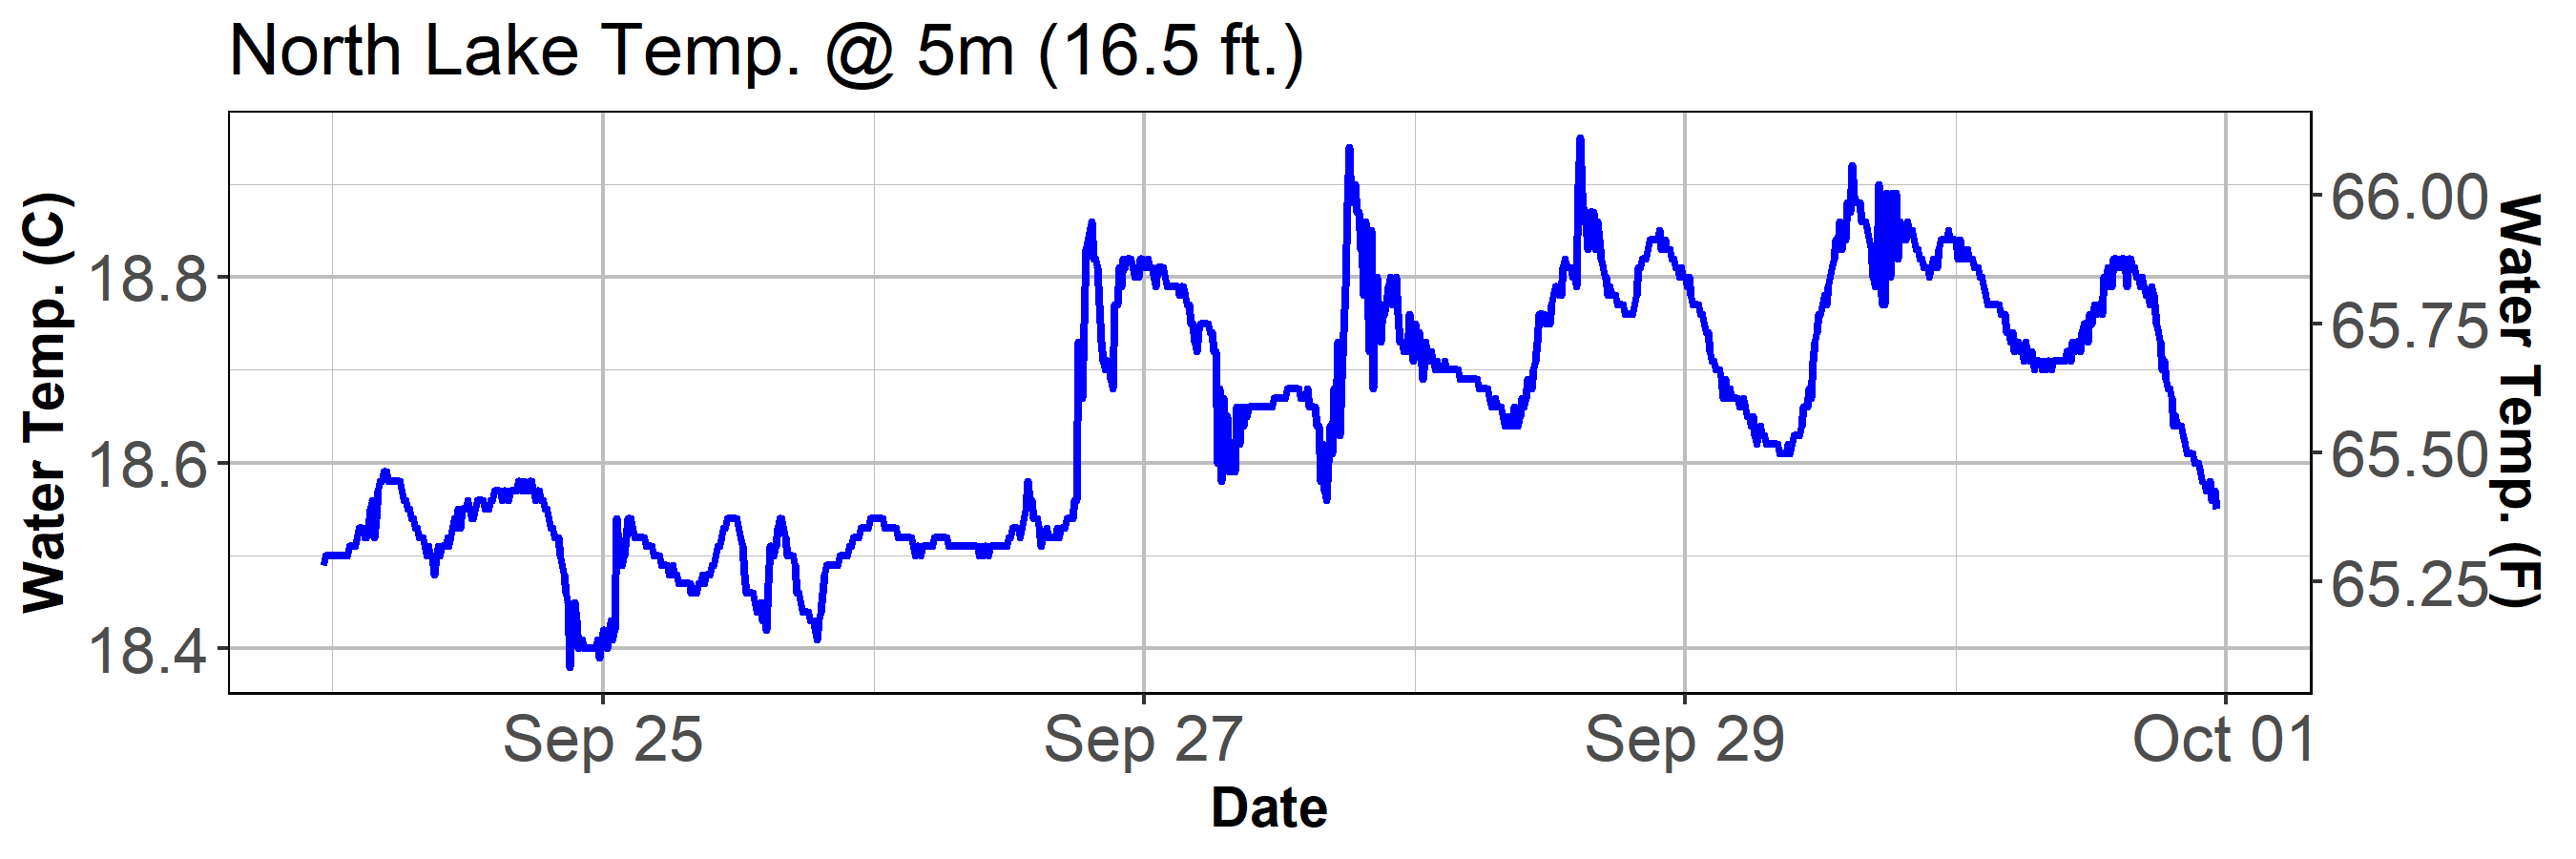 North Lake Temp. @ 5m (16.5 ft.)
Water Temp. (C)
18.8
18.6
18.4
66.00
65.75
65.50
65.25
Water Temp. (F)
Sep 25
Sep 27
Sep 29
Oct 01
Date